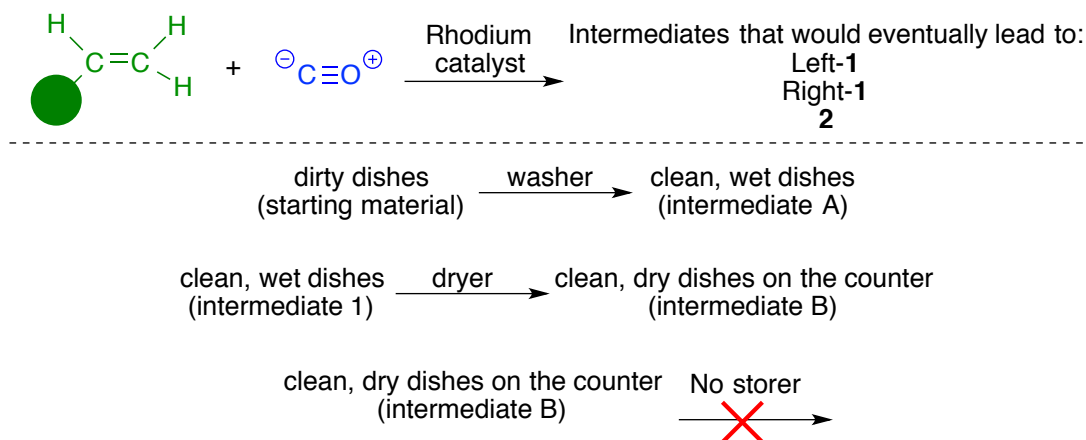 H H
C=C
H
+
⊖C≡O⊕
Rhodium
catalyst
Intermediates that would eventually lead to:
Left-1
Right-1
2
dirty dishes
(starting material)
washer
clean, wet dishes
(intermediate A)
clean, wet dishes
(intermediate 1)
dryer
clean, dry dishes on the counter
(intermediate B)
clean, dry dishes on the counter
(intermediate B)
No storer